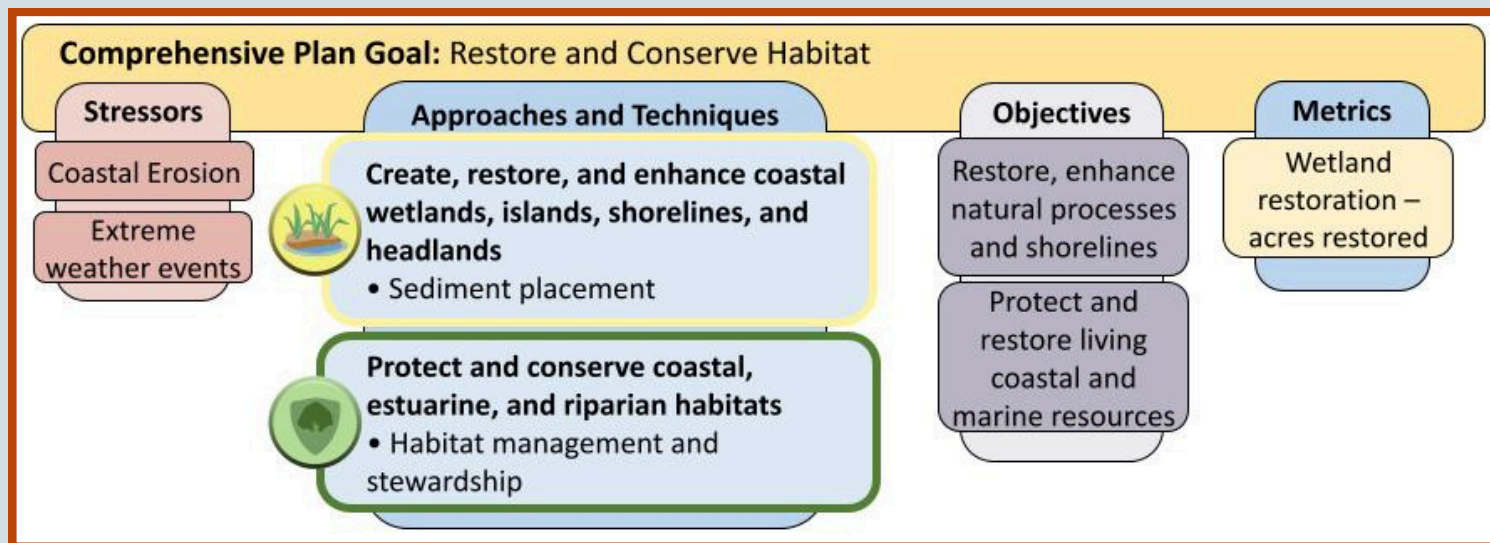 Comprehensive Plan Goal: Restore and Conserve Habitat
Stressors
Coastal Erosion
Extreme
weather events
Approaches and Techniques
Create, restore, and enhance coastal
wetlands, islands, shorelines, and
headlands
• Sediment placement
Protect and conserve coastal,
estuarine, and riparian habitats
• Habitat management and
stewardship
Objectives
Restore, enhance
natural processes
and shorelines
Protect and
restore living
coastal and
marine resources
Metrics
Wetland
restoration –
acres restored